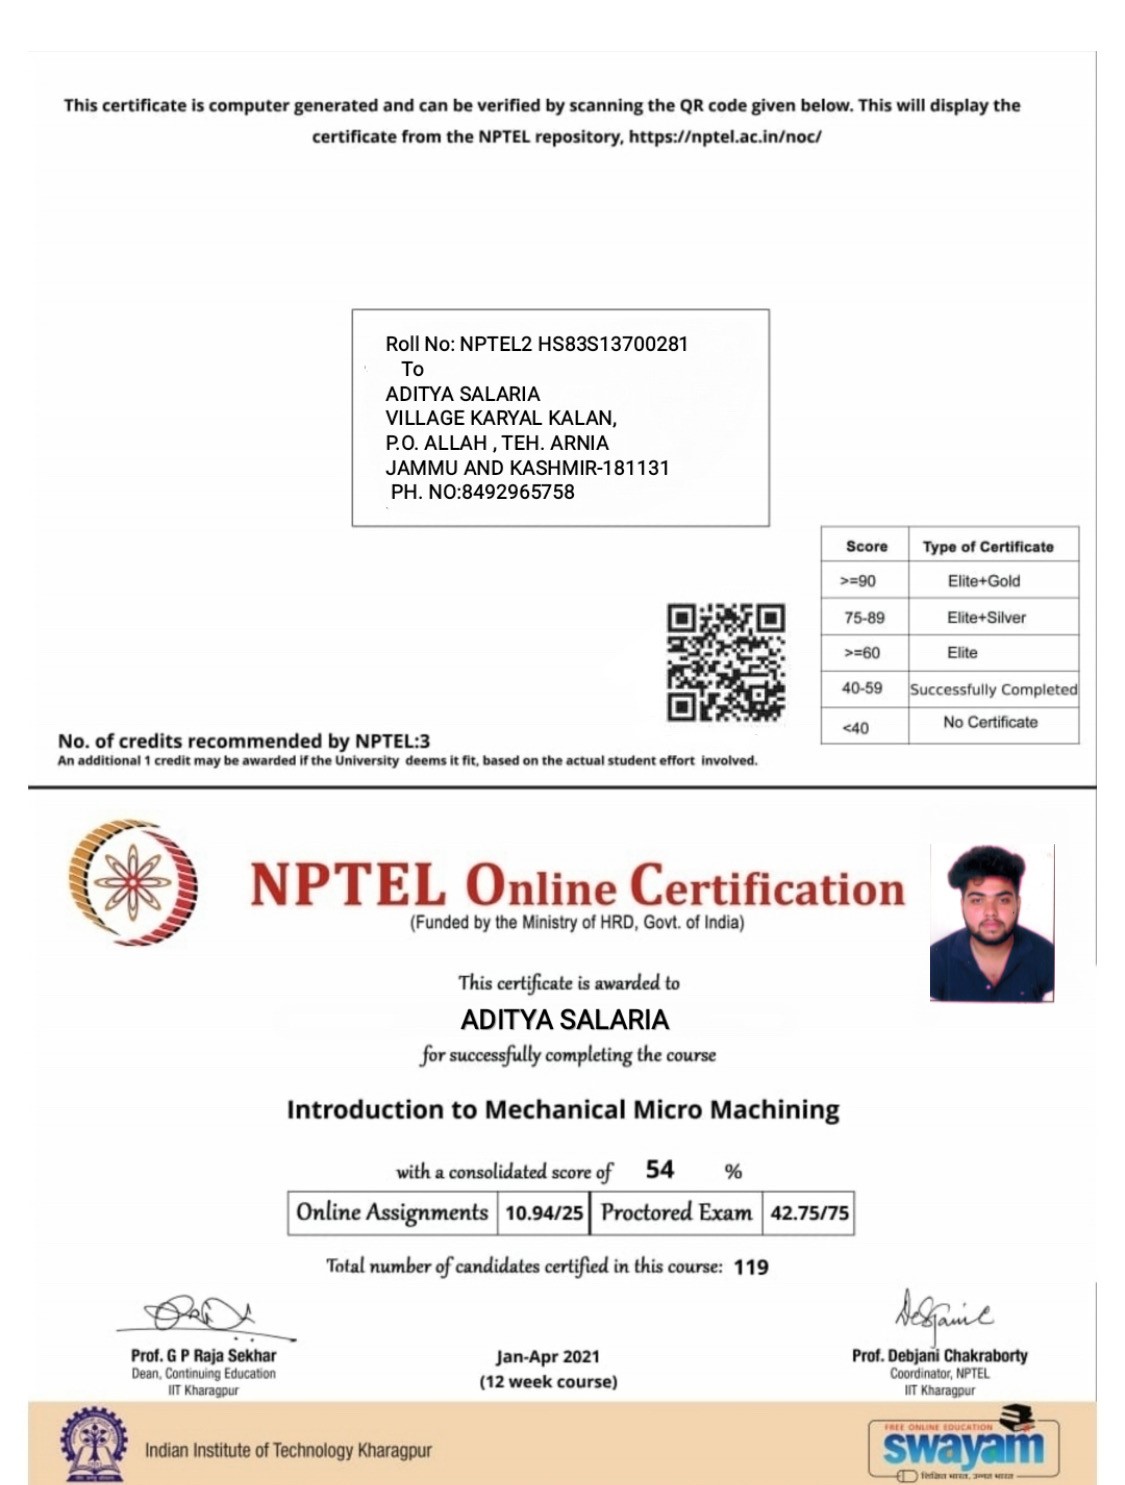 This certificate is computer generated and can be verified by scanning the QR code given below. This will display the
certificate from the NPTEL repository, https://nptel.ac.in/noc/
Roll No: NPTEL2 HS83S13700281
To
ADITYA SALARIA
VILLAGE KARYAL KALAN,
P.O. ALLAH , TEH. ARNIA
JAMMU AND KASHMIR-181131
PH. NO:8492965758
Score Type of Certificate
>=90 Elite+Gold
75-89 Elite+Silver
>=60 Elite
40-59 Successfully Completed
<40 No Certificate
No. of credits recommended by NPTEL:3
An additional 1 credit may be awarded if the University deems it fit, based on the actual student effort involved.
NPTEL Online Certification
(Funded by the Ministry of HRD, Govt. of India)
This certificate is awarded to
ADITYA SALARIA
for successfully completing the course
Introduction to Mechanical Micro Machining
with a consolidated score of 54 %
Online Assignments 10.94/25 Proctored Exam 42.75/75
Total number of candidates certified in this course: 119
Prof. G P Raja Sekhar
Dean, Continuing Education
IIT Kharagpur
Jan-Apr 2021
(12 week course)
Prof. Debjani Chakraborty
Coordinator, NPTEL
IIT Kharagpur
Indian Institute of Technology Kharagpur
FREE ONLINE EDUCATION
swayam
शिक्षित भारत, उन्नत भारत